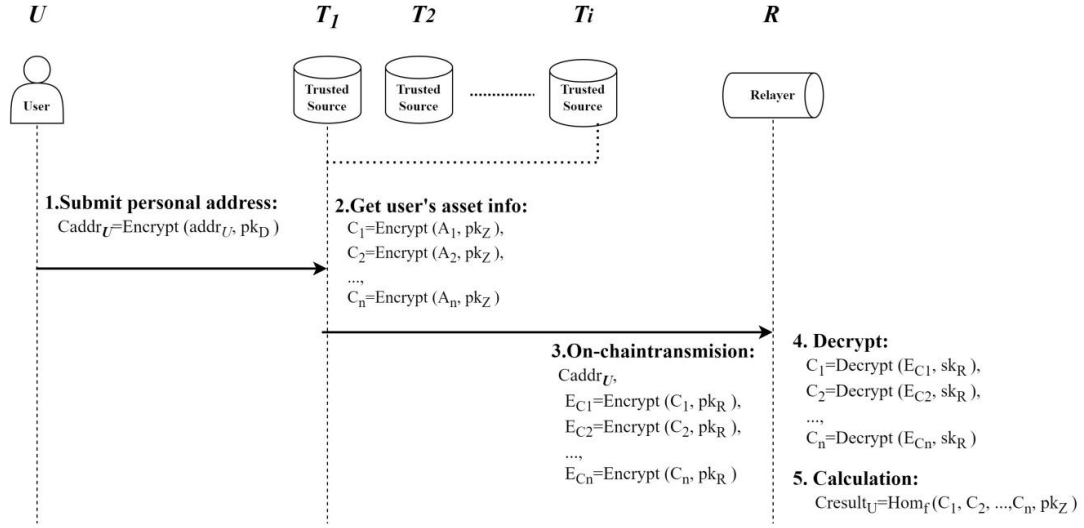 U T1 T2 Ti R
User
Trusted Source
Trusted Source
Trusted Source
Relayer
1.Submit personal address:
CaddrU=Encrypt (addrU, pkD )
2.Get user's asset info:
C1=Encrypt (A1, pkZ ),
C2=Encrypt (A2, pkZ ),
...,
Cn=Encrypt (An, pkZ )
3.On-chaintransmision:
CaddrU,
EC1=Encrypt (C1, pkR ),
EC2=Encrypt (C2, pkR ),
...,
ECn=Encrypt (Cn, pkR )
4. Decrypt:
C1=Decrypt (EC1, skR ),
C2=Decrypt (EC2, skR ),
...,
Cn=Decrypt (ECn, skR )
5. Calculation:
CresultU=Homf (C1, C2, ...,Cn, pkZ )